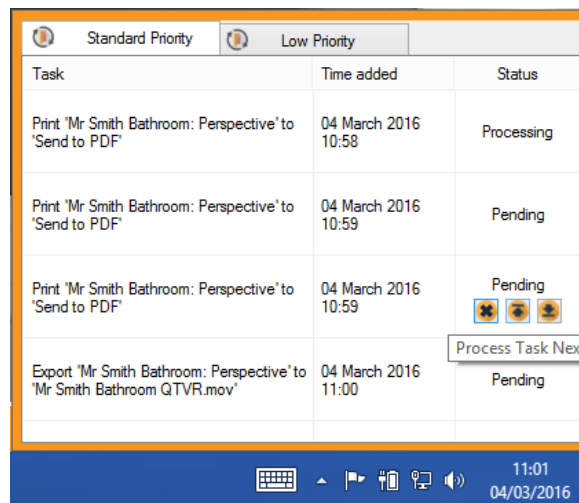 Standard Priority
Low Priority
Task
Time added
Status
Print 'Mr Smith Bathroom: Perspective' to
'Send to PDF'
04 March 2016
10:58
Processing
Print 'Mr Smith Bathroom: Perspective' to
'Send to PDF'
04 March 2016
10:59
Pending
Print 'Mr Smith Bathroom: Perspective' to
'Send to PDF'
04 March 2016
10:59
Pending
Process Task Nex
Export 'Mr Smith Bathroom: Perspective' to
'Mr Smith Bathroom QTVR.mov'
04 March 2016
11:00
Pending
11:01
04/03/2016